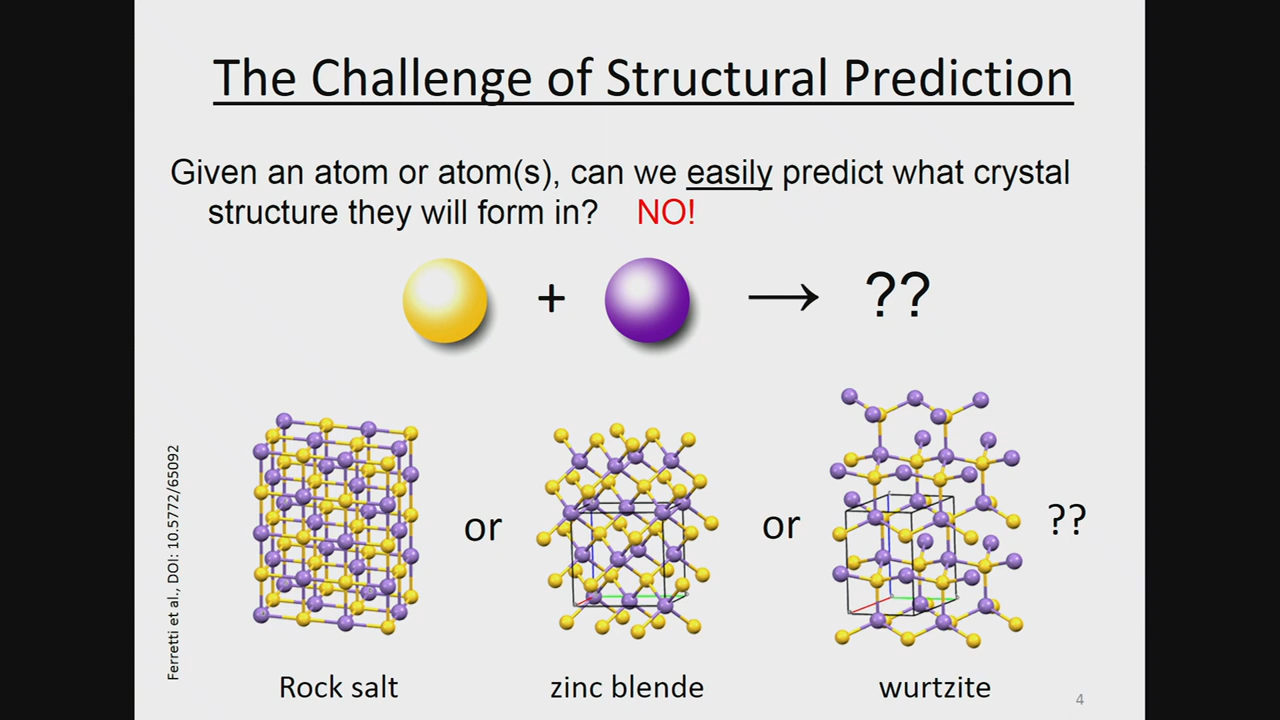 The Challenge of Structural Prediction
Given an atom or atom(s), can we easily predict what crystal
structure they will form in? NO!
+ → ??
or
or
??
Ferretti et al., DOI: 10.5772/65092
Rock salt
zinc blende
wurtzite
4